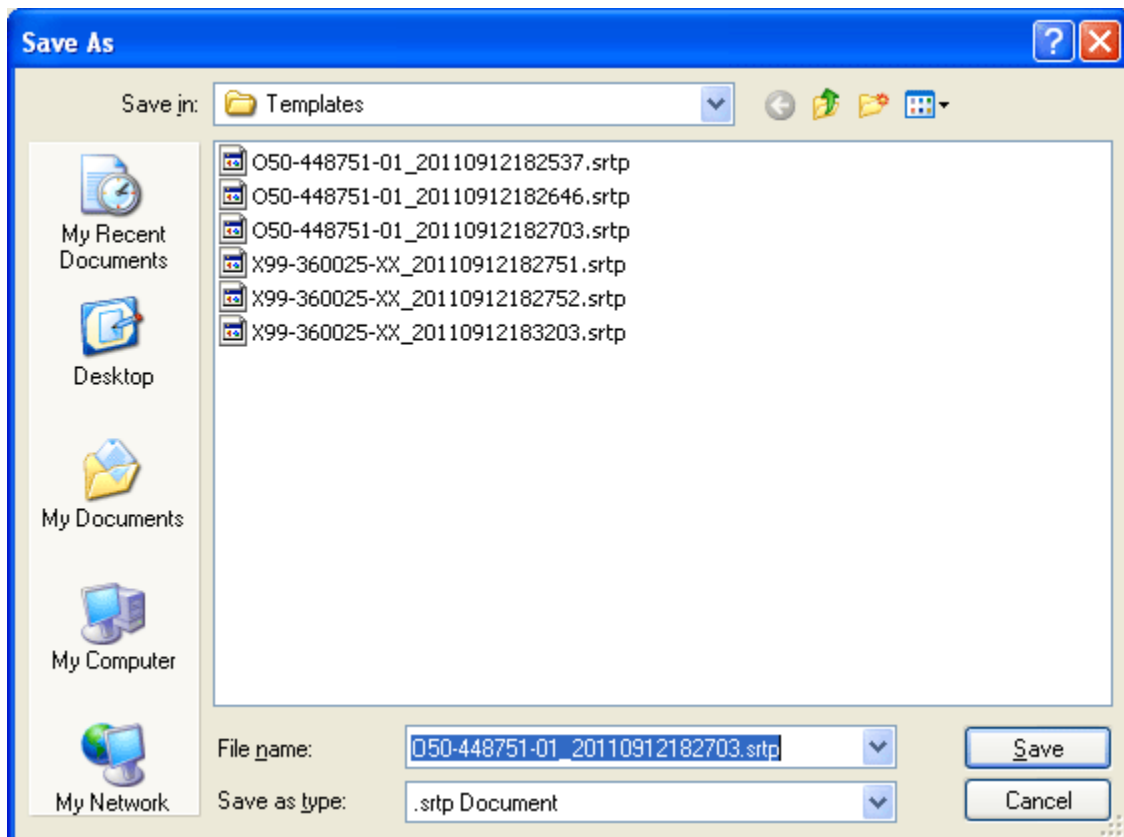 Save As
Save in: Templates
O50-448751-01_20110912182537.srtp
O50-448751-01_20110912182646.srtp
O50-448751-01_20110912182703.srtp
X99-360025-XX_20110912182751.srtp
X99-360025-XX_20110912182752.srtp
X99-360025-XX_20110912183203.srtp
My Recent
Documents
Desktop
My Documents
My Computer
My Network
File name: O50-448751-01_20110912182703.srtp Save
Save as type: .srtp Document Cancel